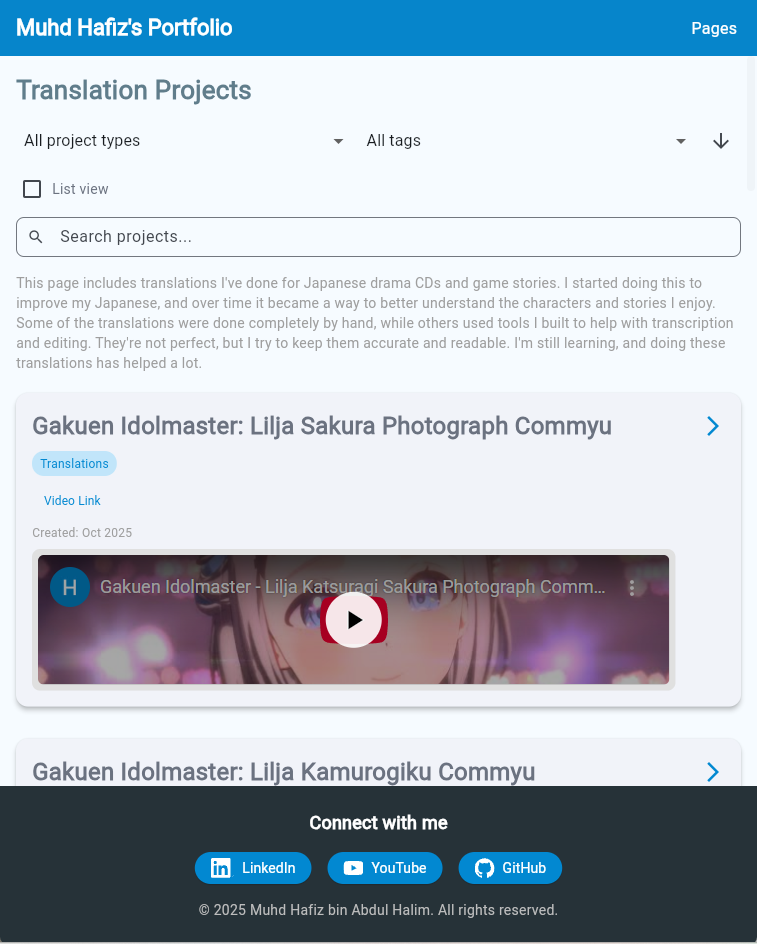 Muhd Hafiz's Portfolio
Pages
Translation Projects
All project types
All tags
List view
Search projects...
This page includes translations I've done for Japanese drama CDs and game stories. I started doing this to
improve my Japanese, and over time it became a way to better understand the characters and stories I enjoy.
Some of the translations were done completely by hand, while others used tools I built to help with transcription
and editing. They're not perfect, but I try to keep them accurate and readable. I'm still learning, and doing these
translations has helped a lot.
Gakuen Idolmaster: Lilja Sakura Photograph Commyu
Translations
Video Link
Created: Oct 2025
H
Gakuen Idolmaster - Lilja Katsuragi Sakura Photograph Comm...
Gakuen Idolmaster: Lilja Kamurogiku Commyu
Connect with me
LinkedIn
YouTube
GitHub
© 2025 Muhd Hafiz bin Abdul Halim. All rights reserved.